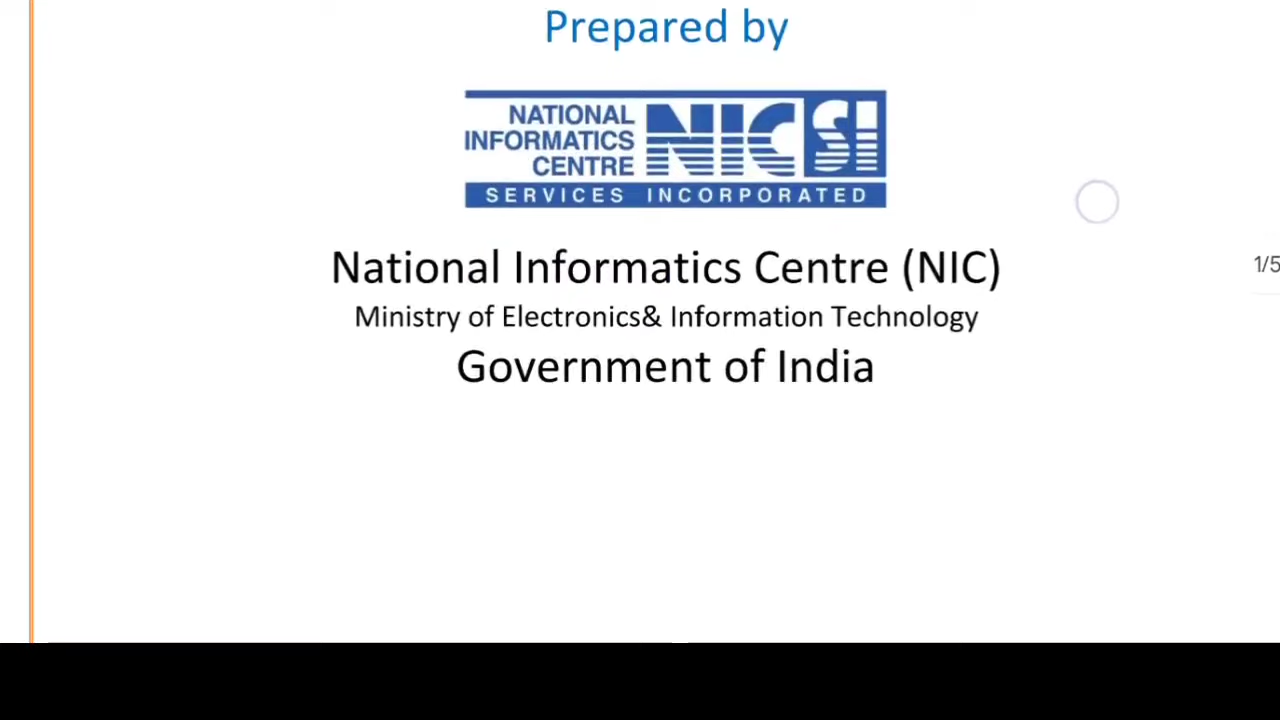 Prepared by
NATIONAL
INFORMATICS
CENTRE
NICSI
SERVICES INCORPORATED
National Informatics Centre (NIC)
1/5
Ministry of Electronics& Information Technology
Government of India